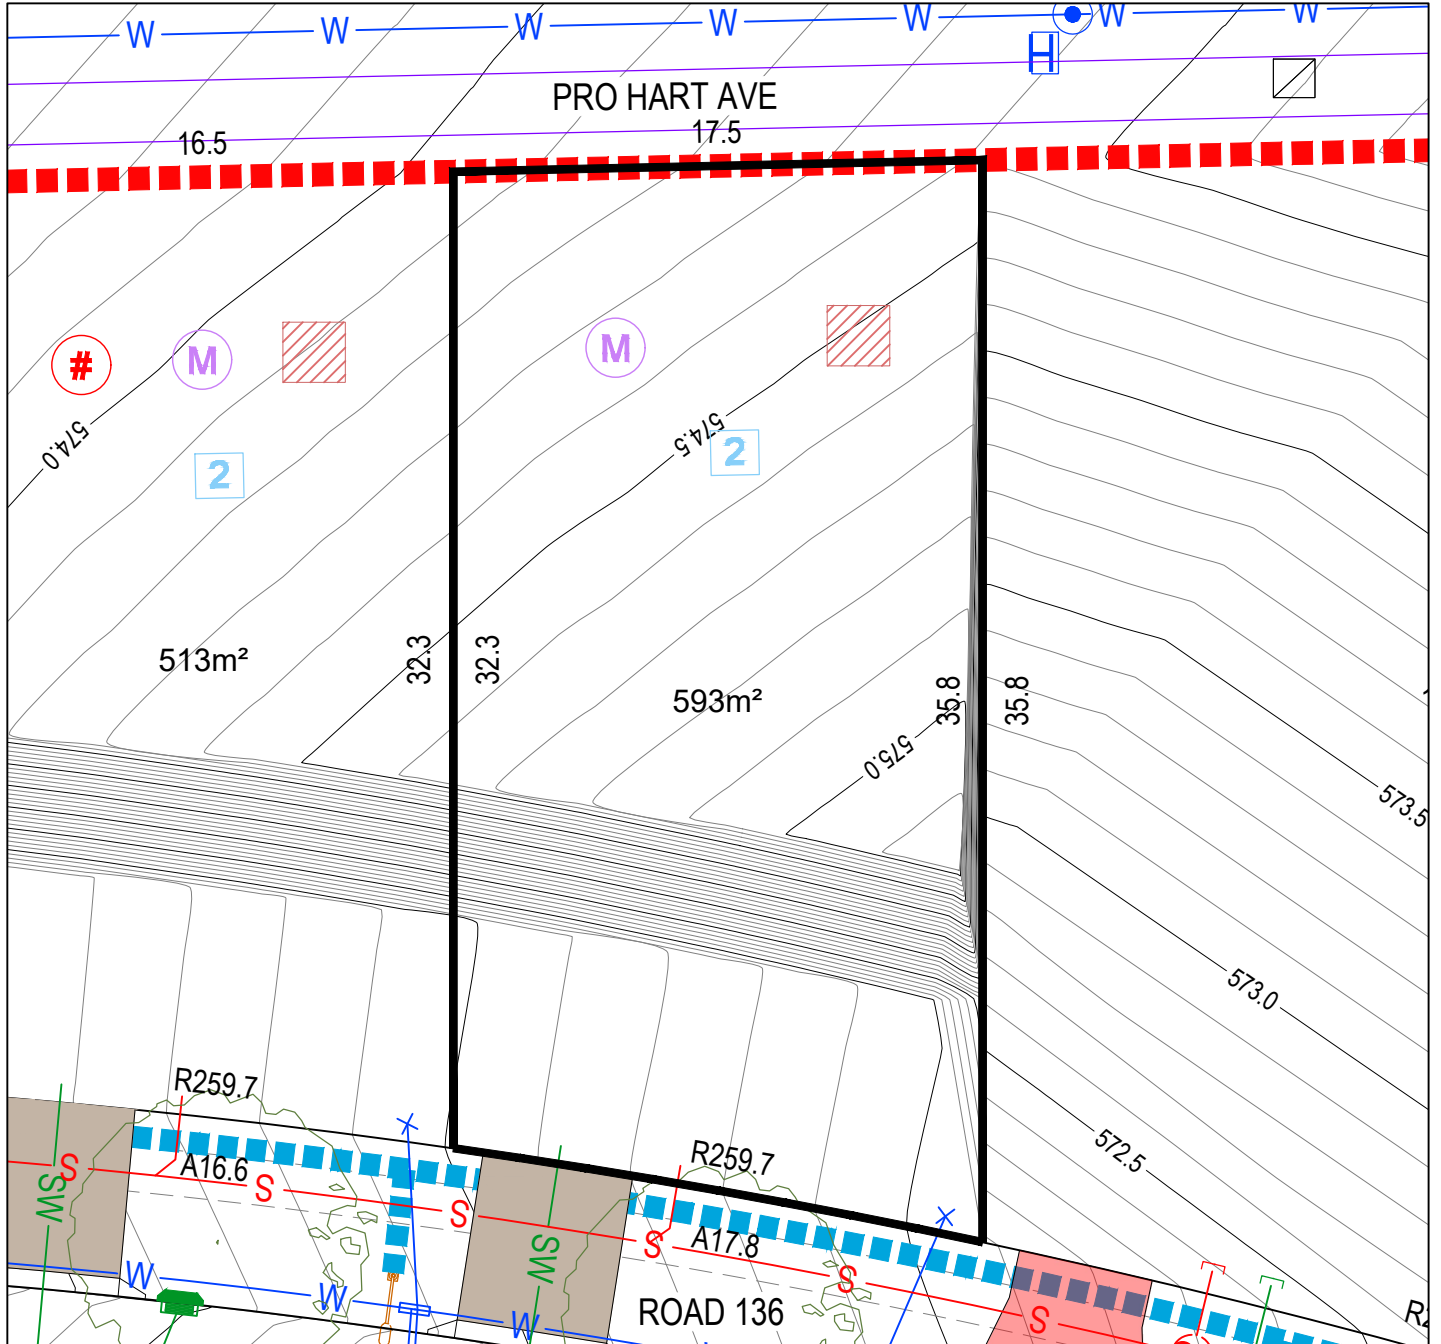 W W W W W W W
H
PRO HART AVE
16.5
17.5
# M M
574.0
574.5
2 2
513m²
32.3
32.3
593m²
35.8
35.8
575.0
573.5
573.0
572.5
R259.7
R259.7
A16.6
A17.8
S S S S S S
SW SW
W W W
ROAD 136